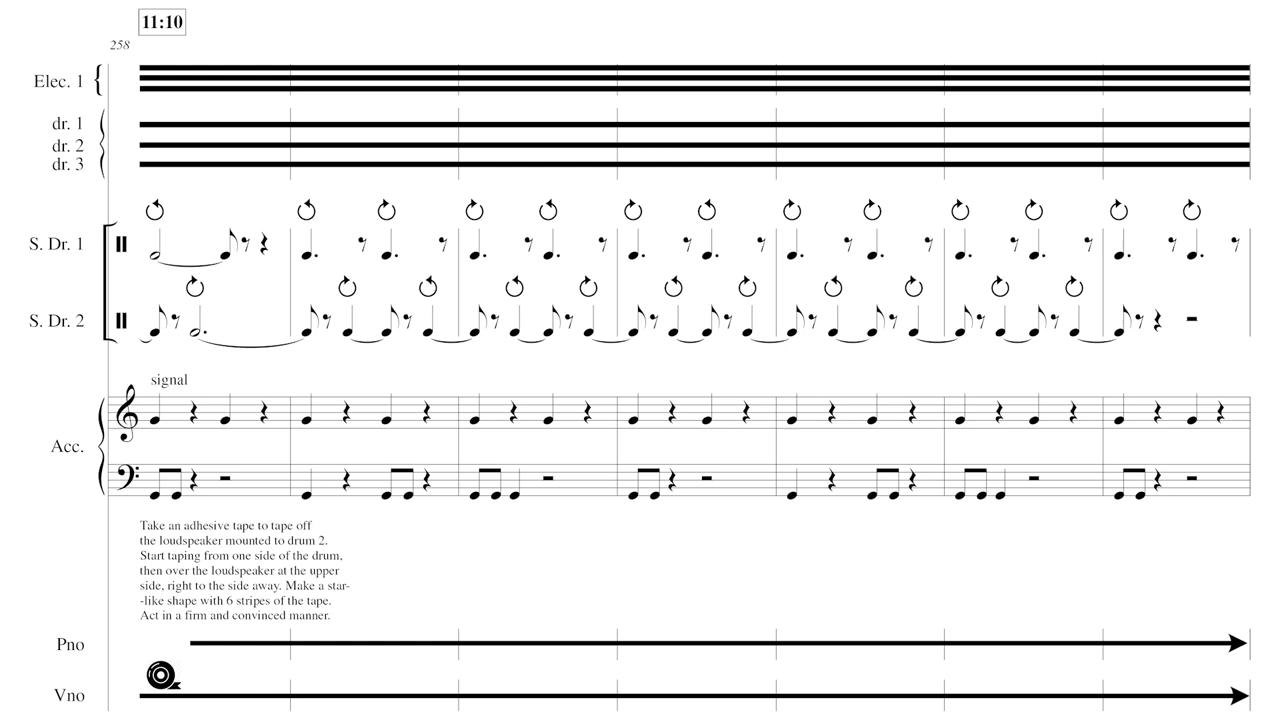 11:10
258
Elec. 1
dr. 1
dr. 2
dr. 3
S. Dr. 1
S. Dr. 2
signal
Acc.
Take an adhesive tape to tape off
the loudspeaker mounted to drum 2.
Start taping from one side of the drum,
then over the loudspeaker at the upper
side, right to the side away. Make a star-
-like shape with 6 stripes of the tape.
Act in a firm and convinced manner.
Pno
Vno